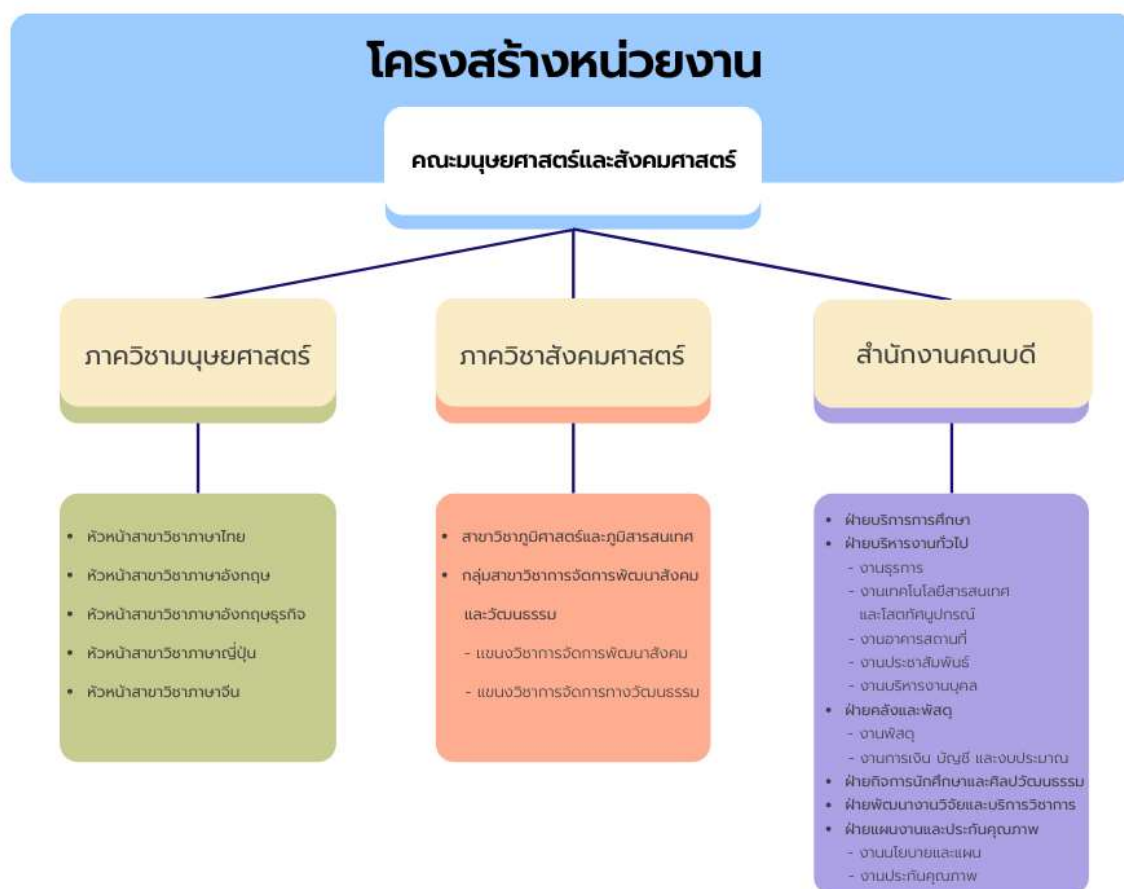 โครงสร้างหน่วยงาน
คณะมนุษยศาสตร์และสังคมศาสตร์
ภาควิชามนุษยศาสตร์
• หัวหน้าสาขาวิชาภาษาไทย
• หัวหน้าสาขาวิชาภาษาอังกฤษ
• หัวหน้าสาขาวิชาภาษาอังกฤษธุรกิจ
• หัวหน้าสาขาวิชาภาษาญี่ปุ่น
• หัวหน้าสาขาวิชาภาษาจีน
ภาควิชาสังคมศาสตร์
• สาขาวิชาภูมิศาสตร์และภูมิสารสนเทศ
• กลุ่มสาขาวิชาการจัดการพัฒนาสังคม
และวัฒนธรรม
- แขนงวิชาการจัดการพัฒนาสังคม
- แขนงวิชาการจัดการทางวัฒนธรรม
สำนักงานคณบดี
• ฝ่ายบริการการศึกษา
• ฝ่ายบริหารงานทั่วไป
- งานธุรการ
- งานเทคโนโลยีสารสนเทศ
และโสตทัศนูปกรณ์
- งานอาคารสถานที่
- งานประชาสัมพันธ์
- งานบริหารงานบุคล
• ฝ่ายคลังและพัสดุ
- งานพัสดุ
- งานการเงิน บัญชี และงบประมาณ
• ฝ่ายกิจการนักศึกษาและศิลปวัฒนธรรม
• ฝ่ายพัฒนางานวิจัยและบริการวิชาการ
• ฝ่ายแผนงานและประกันคุณภาพ
- งานนโยบายและแผน
- งานประกันคุณภาพ